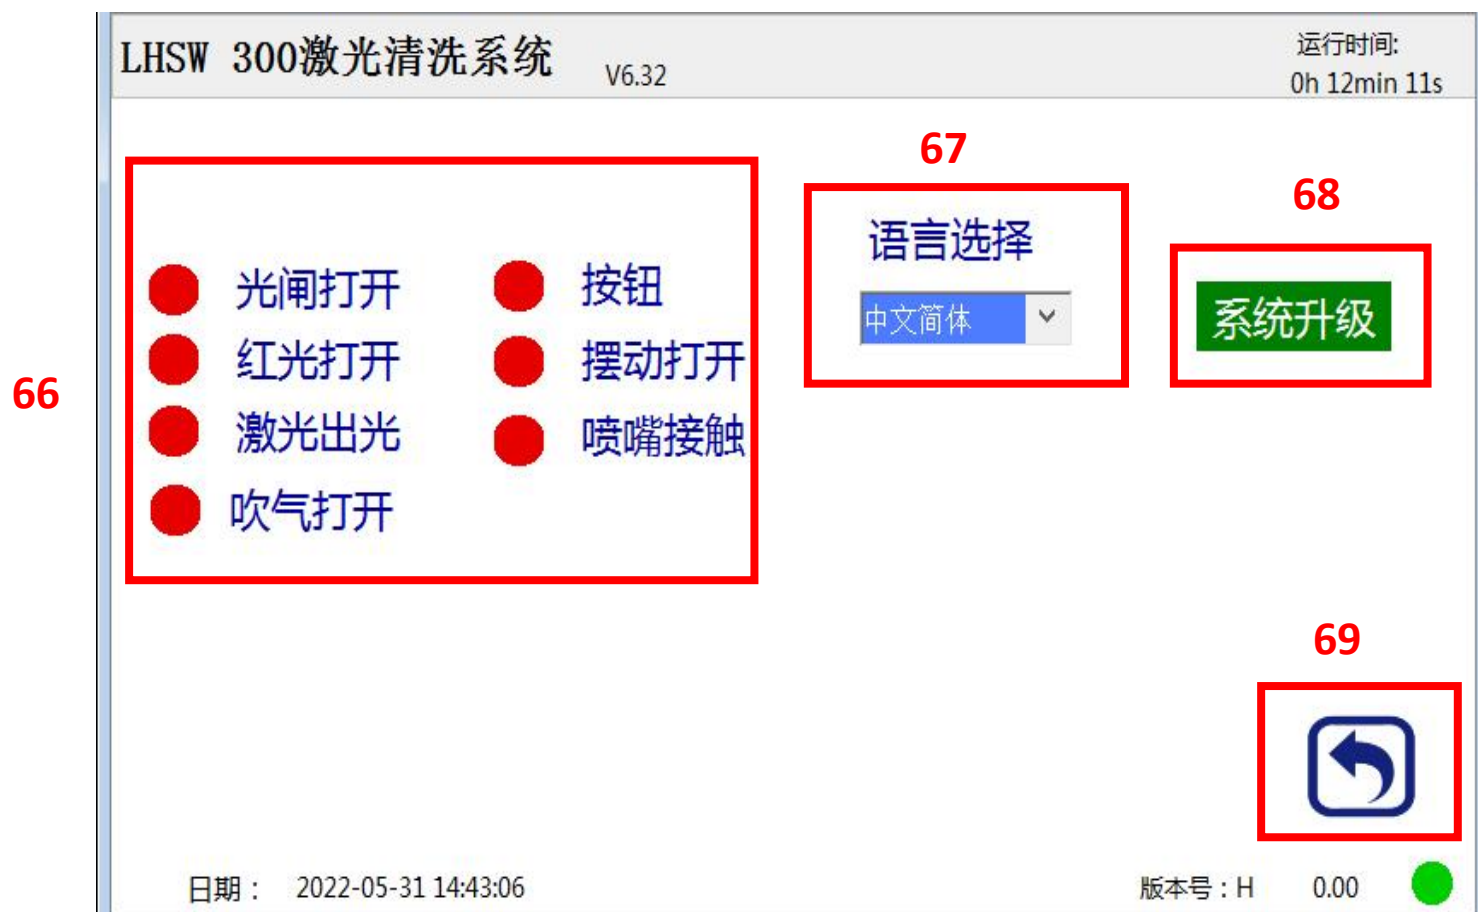 LHSW 300激光清洗系统 V6.32
运行时间:
0h 12min 11s
67
68
语言选择
中文简体
系统升级
66
光闸打开 按钮
红光打开 摆动打开
激光出光 喷嘴接触
吹气打开
69
日期： 2022-05-31 14:43:06
版本号：H 0.00